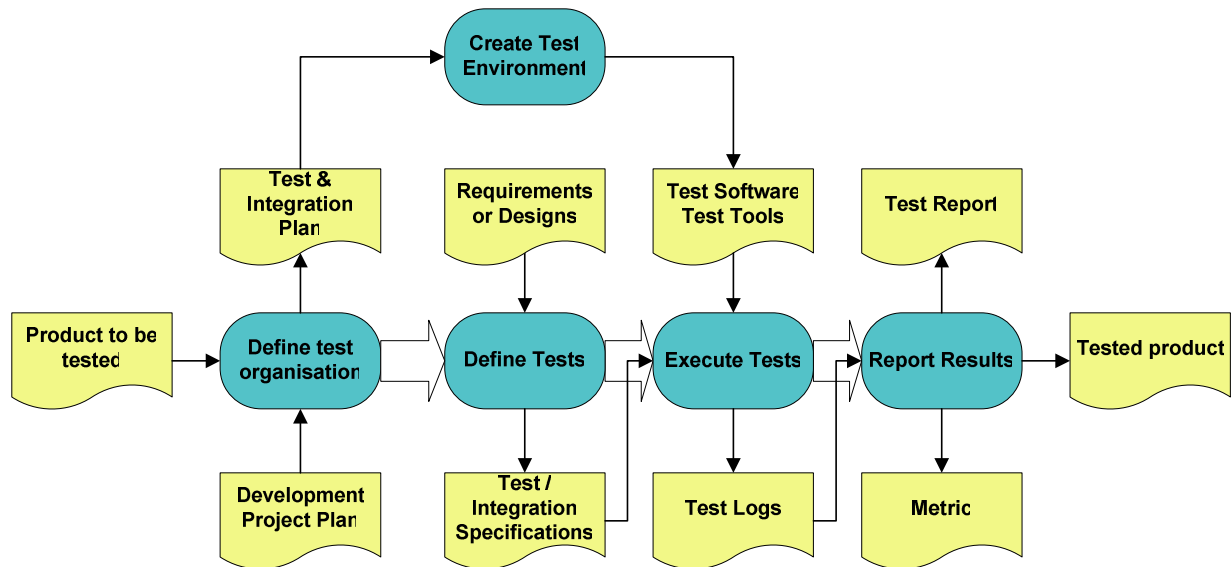 Create Test
Environment
Test &
Integration
Plan
Requirements
or Designs
Test Software
Test Tools
Test Report
Product to be
tested
Define test
organisation
Define Tests
Execute Tests
Report Results
Tested product
Development
Project Plan
Test /
Integration
Specifications
Test Logs
Metric